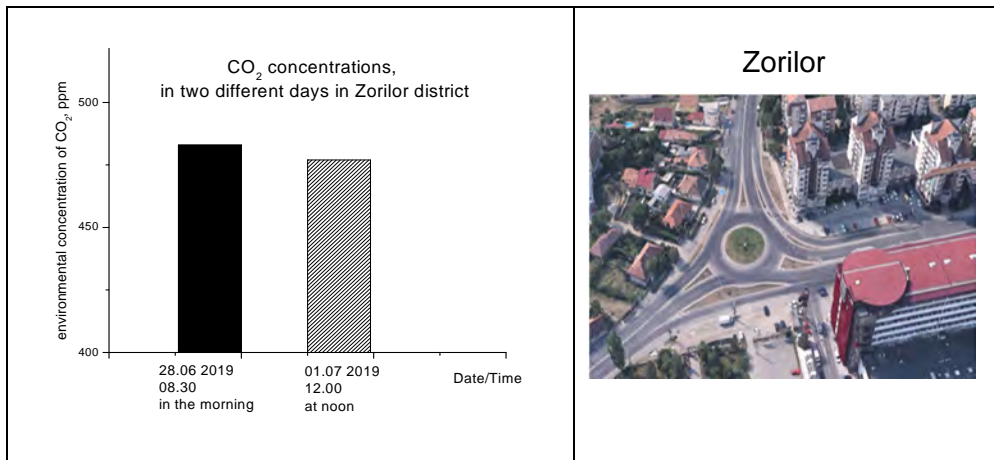 CO₂ concentrations,
in two different days in Zorilor district
environmental concentration of CO₂, ppm
500
450
400
28.06 2019
08.30
in the morning
01.07 2019
12.00
at noon
Date/Time
Zorilor